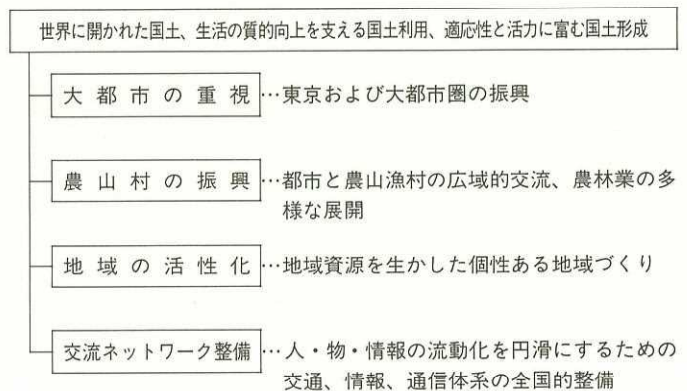 世界に開かれた国土、生活の質的向上を支える国土利用、適応性と活力に富む国土形成
大都市の重視…東京および大都市圏の振興
農山村の振興…都市と農山漁村の広域的交流、農林業の多
様な展開
地域の活性化…地域資源を生かした個性ある地域づくり
交流ネットワーク整備…人・物・情報の流動化を円滑にするための
交通、情報、通信体系の全国的整備